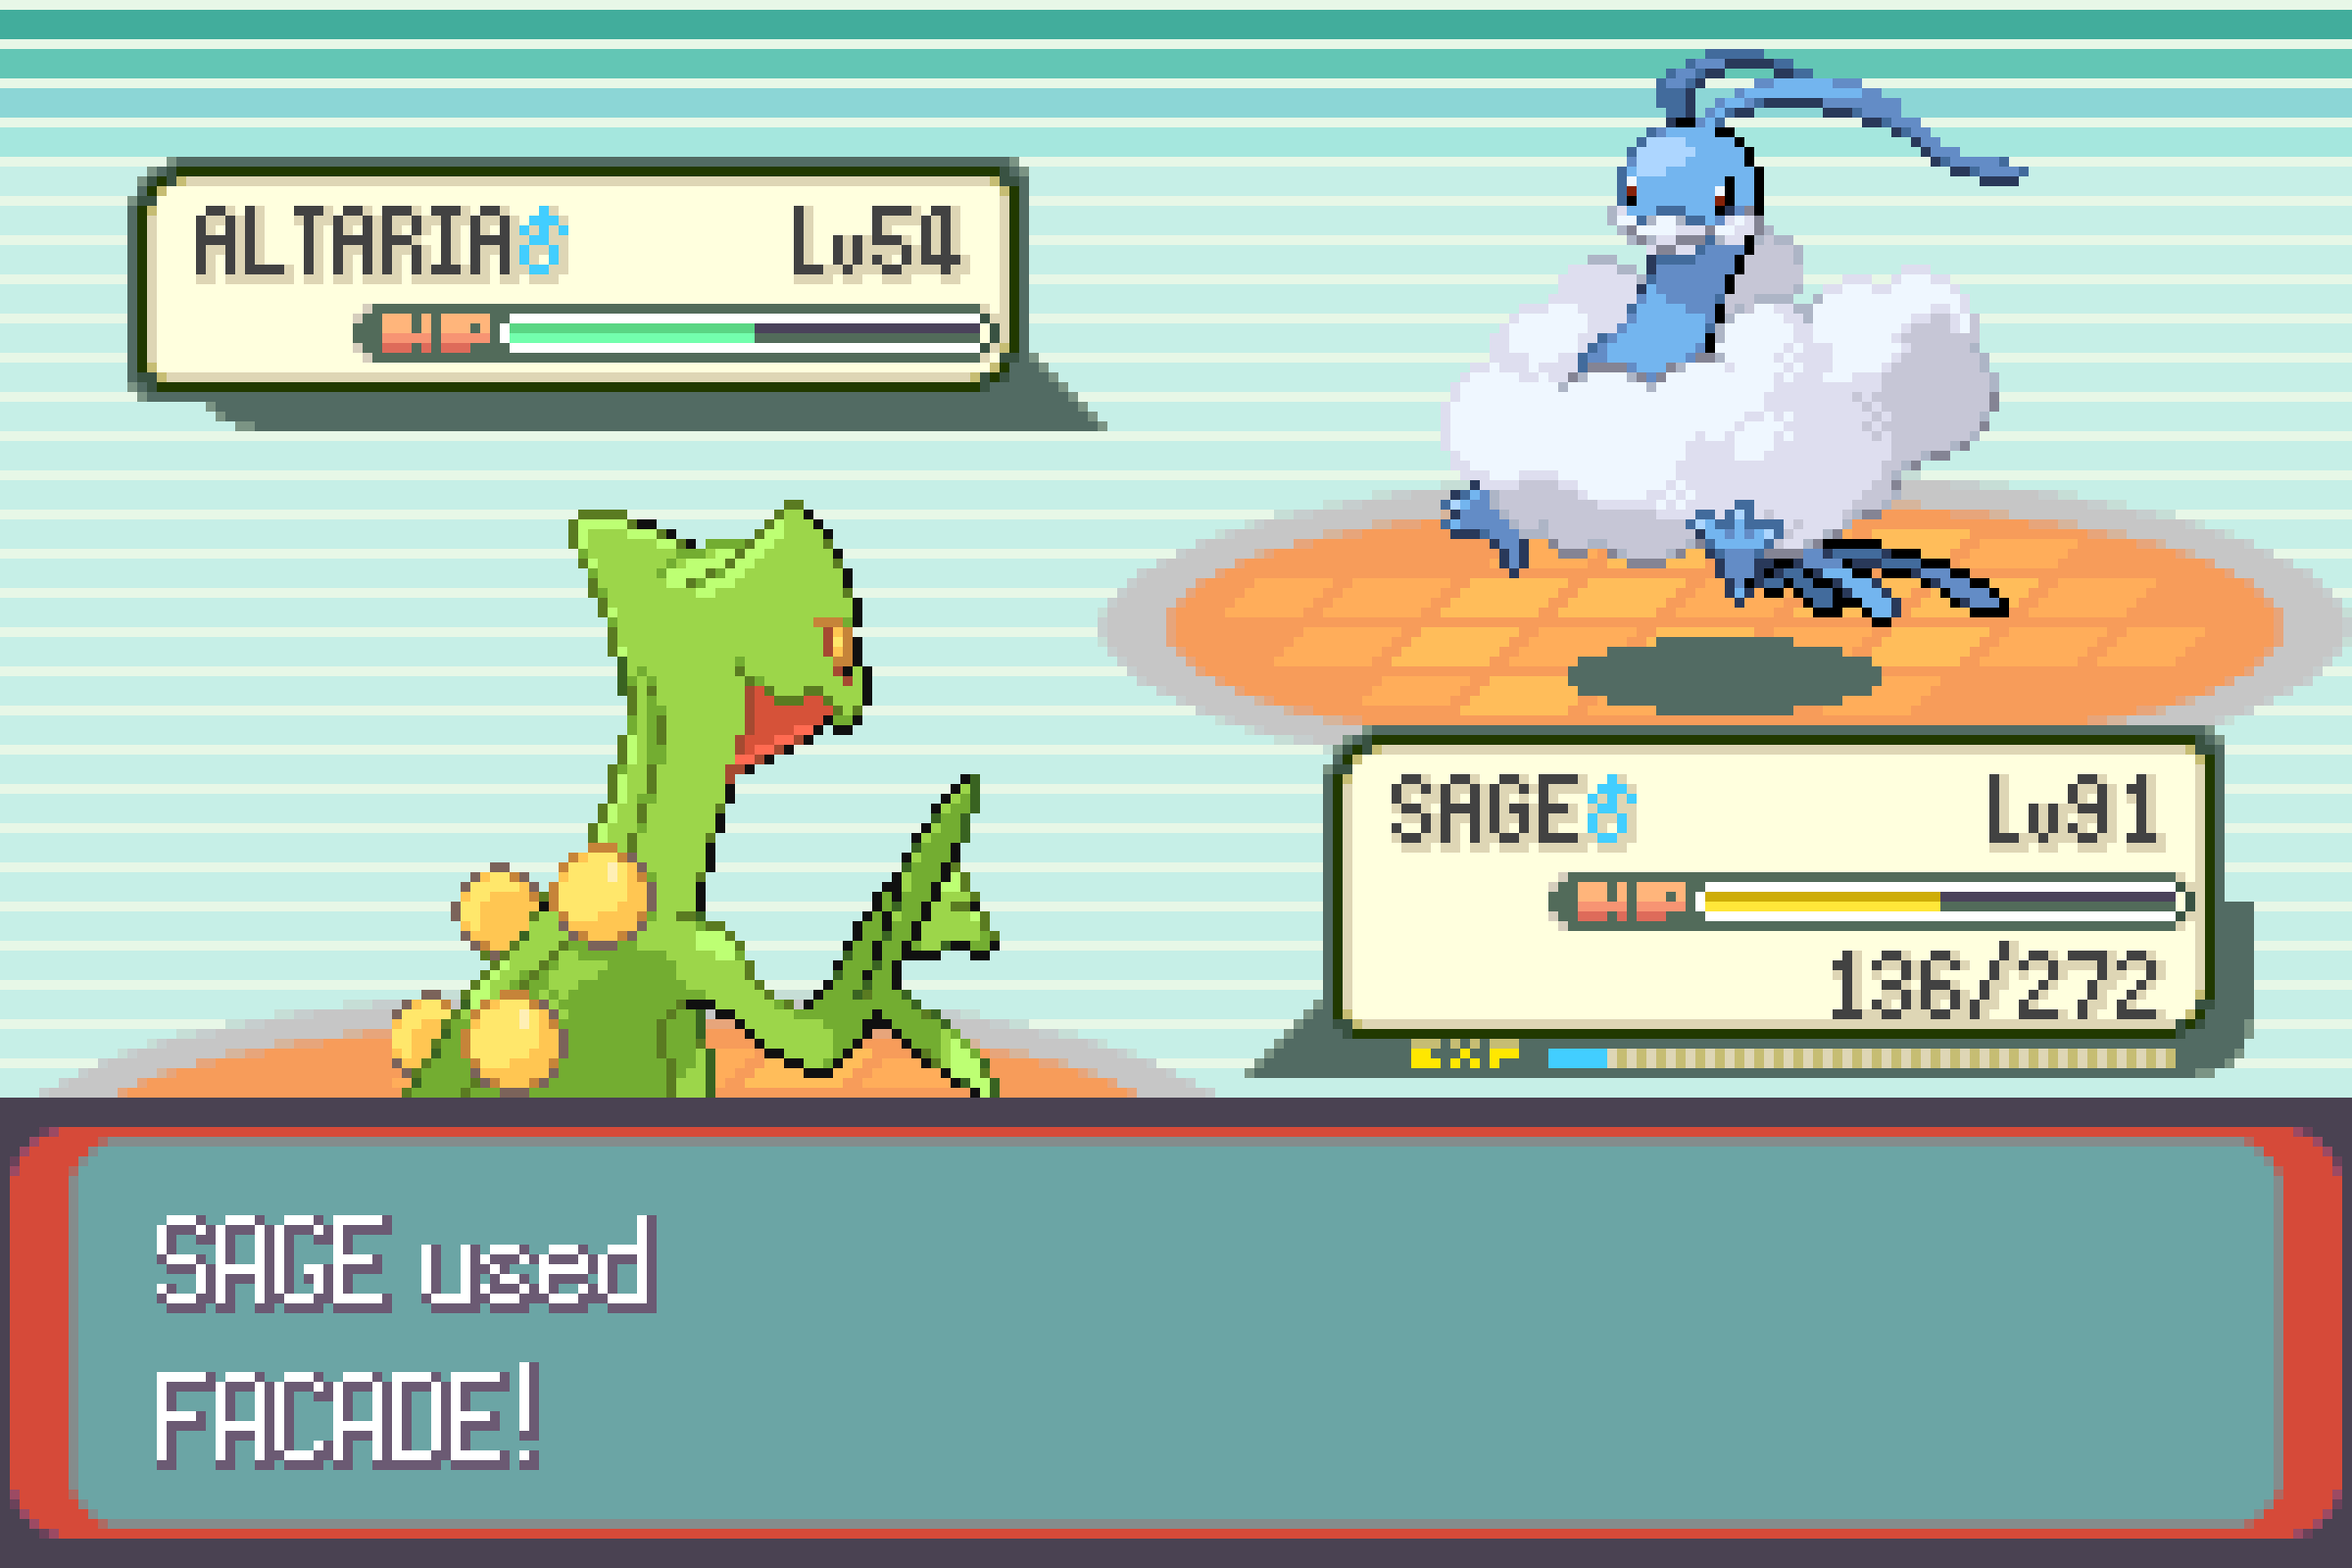 ALTARIA♂ Lv54
HP
SAGE♂ Lv91
HP
136/272
EXP
SAGE used
FACADE!